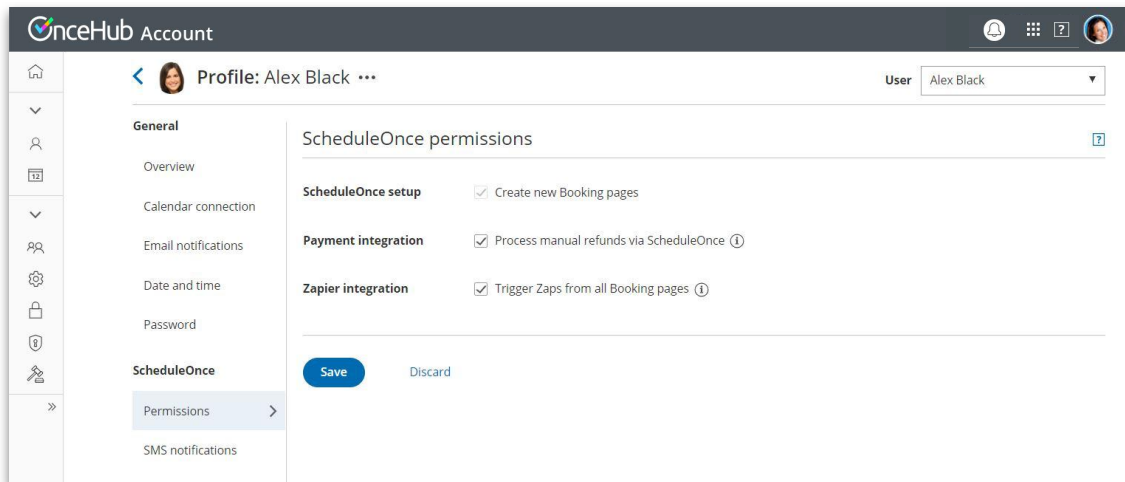 OnceHub Account
?
Profile: Alex Black •••
User
Alex Black
12
General
Overview
Calendar connection
Email notifications
Date and time
Password
ScheduleOnce
Permissions
SMS notifications
ScheduleOnce permissions
?
ScheduleOnce setup
Create new Booking pages
Payment integration
Process manual refunds via ScheduleOnce
i
Zapier integration
Trigger Zaps from all Booking pages
i
Save
Discard